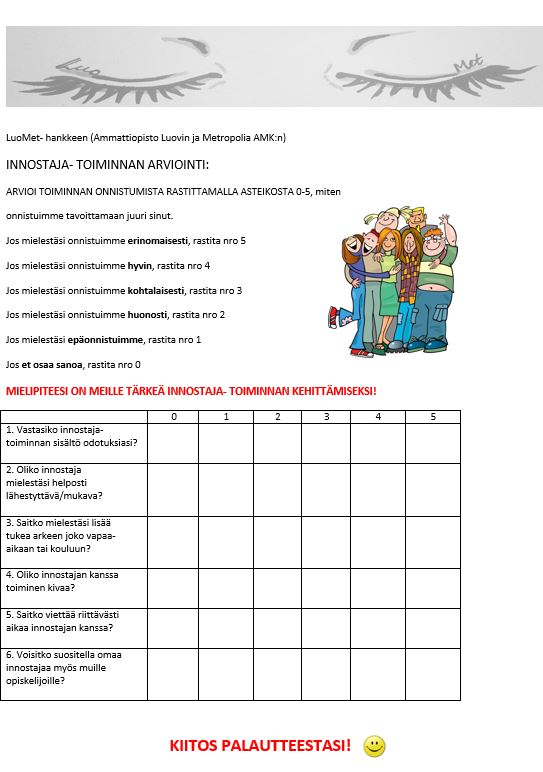 Luo
Met
LuoMet- hankkeen (Ammattiopisto Luovin ja Metropolia AMK:n)
INNOSTAJA- TOIMINNAN ARVIOINTI:
ARVIOI TOIMINNAN ONNISTUMISTA RASTITTAMALLA ASTEIKOSTA 0-5, miten
onnistuimme tavoittamaan juuri sinut.
Jos mielestäsi onnistuimme erinomaisesti, rastita nro 5
Jos mielestäsi onnistuimme hyvin, rastita nro 4
Jos mielestäsi onnistuimme kohtalaisesti, rastita nro 3
Jos mielestäsi onnistuimme huonosti, rastita nro 2
Jos mielestäsi epäonnistuimme, rastita nro 1
Jos et osaa sanoa, rastita nro 0
MIELIPITEESI ON MEILLE TÄRKEÄ INNOSTAJA- TOIMINNAN KEHITTÄMISEKSI!
0 1 2 3 4 5
1. Vastasiko innostaja-
toiminnan sisältö odotuksiasi?
2. Oliko innostaja
mielestäsi helposti
lähestyttävä/mukava?
3. Saitko mielestäsi lisää
tukea arkeen joko vapaa-
aikaan tai kouluun?
4. Oliko innostajan kanssa
toiminen kivaa?
5. Saitko viettää riittävästi
aikaa innostajan kanssa?
6. Voisitko suositella omaa
innostajaa myös muille
opiskelijoille?
KIITOS PALAUTTEESTASI!